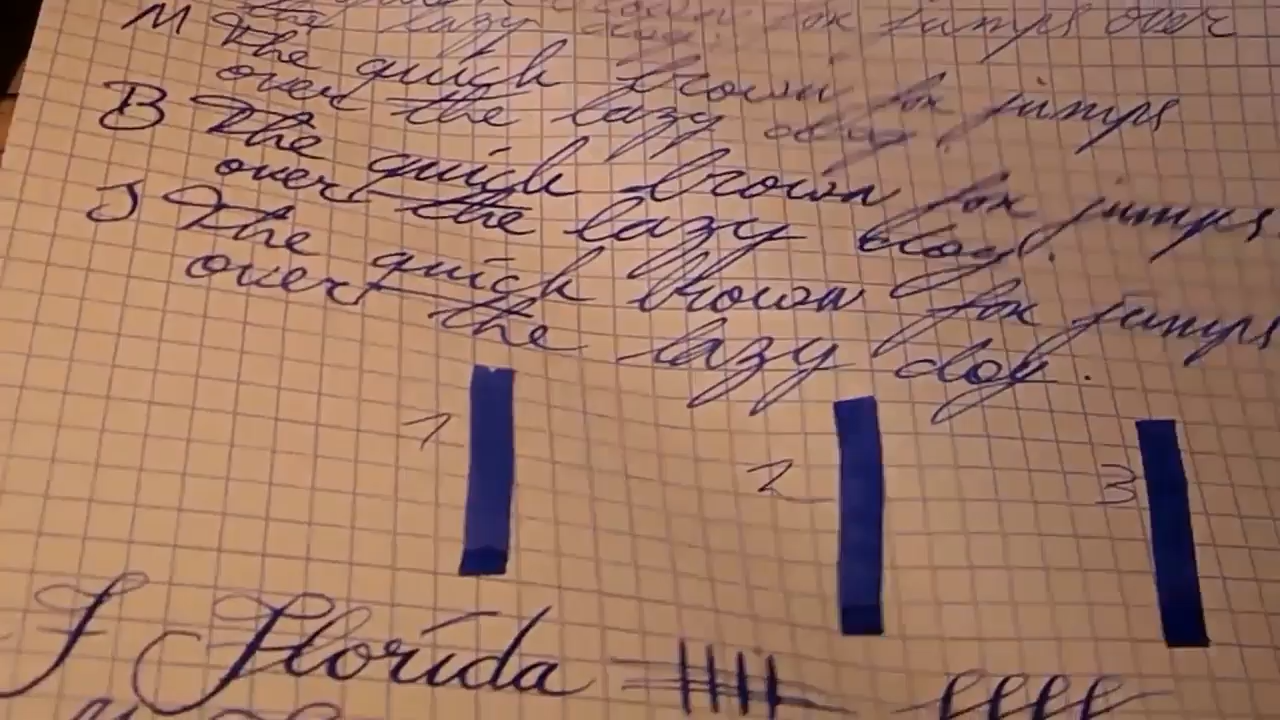 brown fox jumps over
the lazy dog.
M The quick brown fox jumps
over the lazy dog.
B The quick brown fox jumps
over the lazy dog.
J The quick brown fox jumps
over the lazy dog.
1 2 3
F Florida